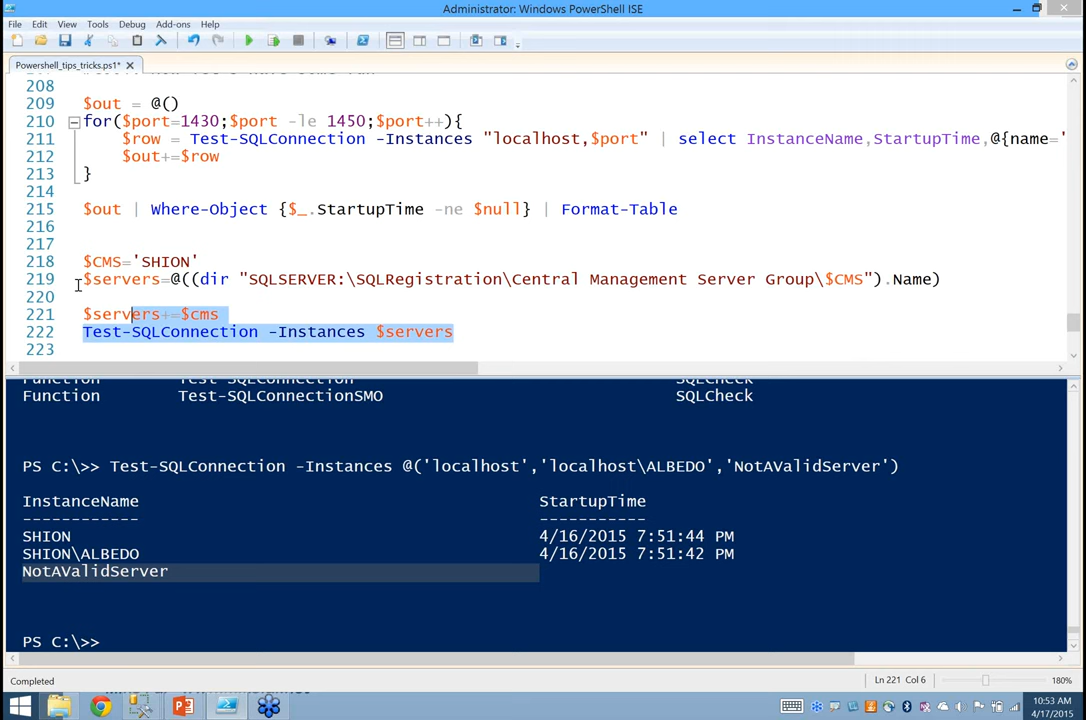 Administrator: Windows PowerShell ISE
File Edit View Tools Debug Add-ons Help
Powershell_tips_tricks.ps1*
208
209 $out = @()
210 for($port=1430;$port -le 1450;$port++){
211 $row = Test-SQLConnection -Instances "localhost,$port" | select InstanceName,StartupTime,@{name='
212 $out+=$row
213 }
214
215 $out | Where-Object {$_.StartupTime -ne $null} | Format-Table
216
217
218 $CMS='SHION'
219 $servers=@((dir "SQLSERVER:\SQLRegistration\Central Management Server Group\$CMS").Name)
220
221 $servers+=$cms
222 Test-SQLConnection -Instances $servers
223
Function Test-SQLConnection SQLCheck
Function Test-SQLConnectionSMO SQLCheck
PS C:\>> Test-SQLConnection -Instances @('localhost','localhost\ALBEDO','NotAValidServer')
InstanceName StartupTime
------------ -----------
SHION 4/16/2015 7:51:44 PM
SHION\ALBEDO 4/16/2015 7:51:42 PM
NotAValidServer
PS C:\>>
Completed Ln 221 Col 6 180%
10:53 AM
4/17/2015